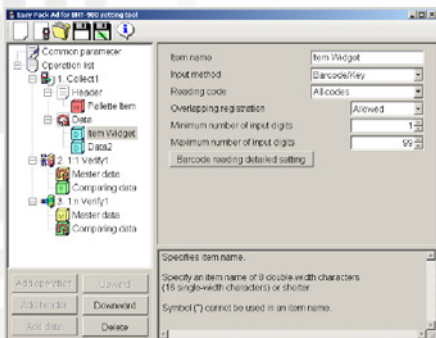 Easy Pack Ad for BHT-900 setting tool
Common parameter
Operation list
1. Collect1
Header
Pallette Item
Data
Item Widget
Data2
2. 1:1 Verify1
Master data
Comparing data
3. 1:n Verify1
Master data
Comparing data
Add operation
Upward
Add header
Downward
Add data
Delete
Item name
Item Widget
Input method
Barcode/Key
Reading code
All codes
Overlapping registration
Allowed
Minimum number of input digits
1
Maximum number of input digits
99
Barcode reading detailed setting
Specifies item name.
Specify an item name of 8 double width characters
(16 single-width characters) or shorter.
Symbol (") cannot be used in an item name.